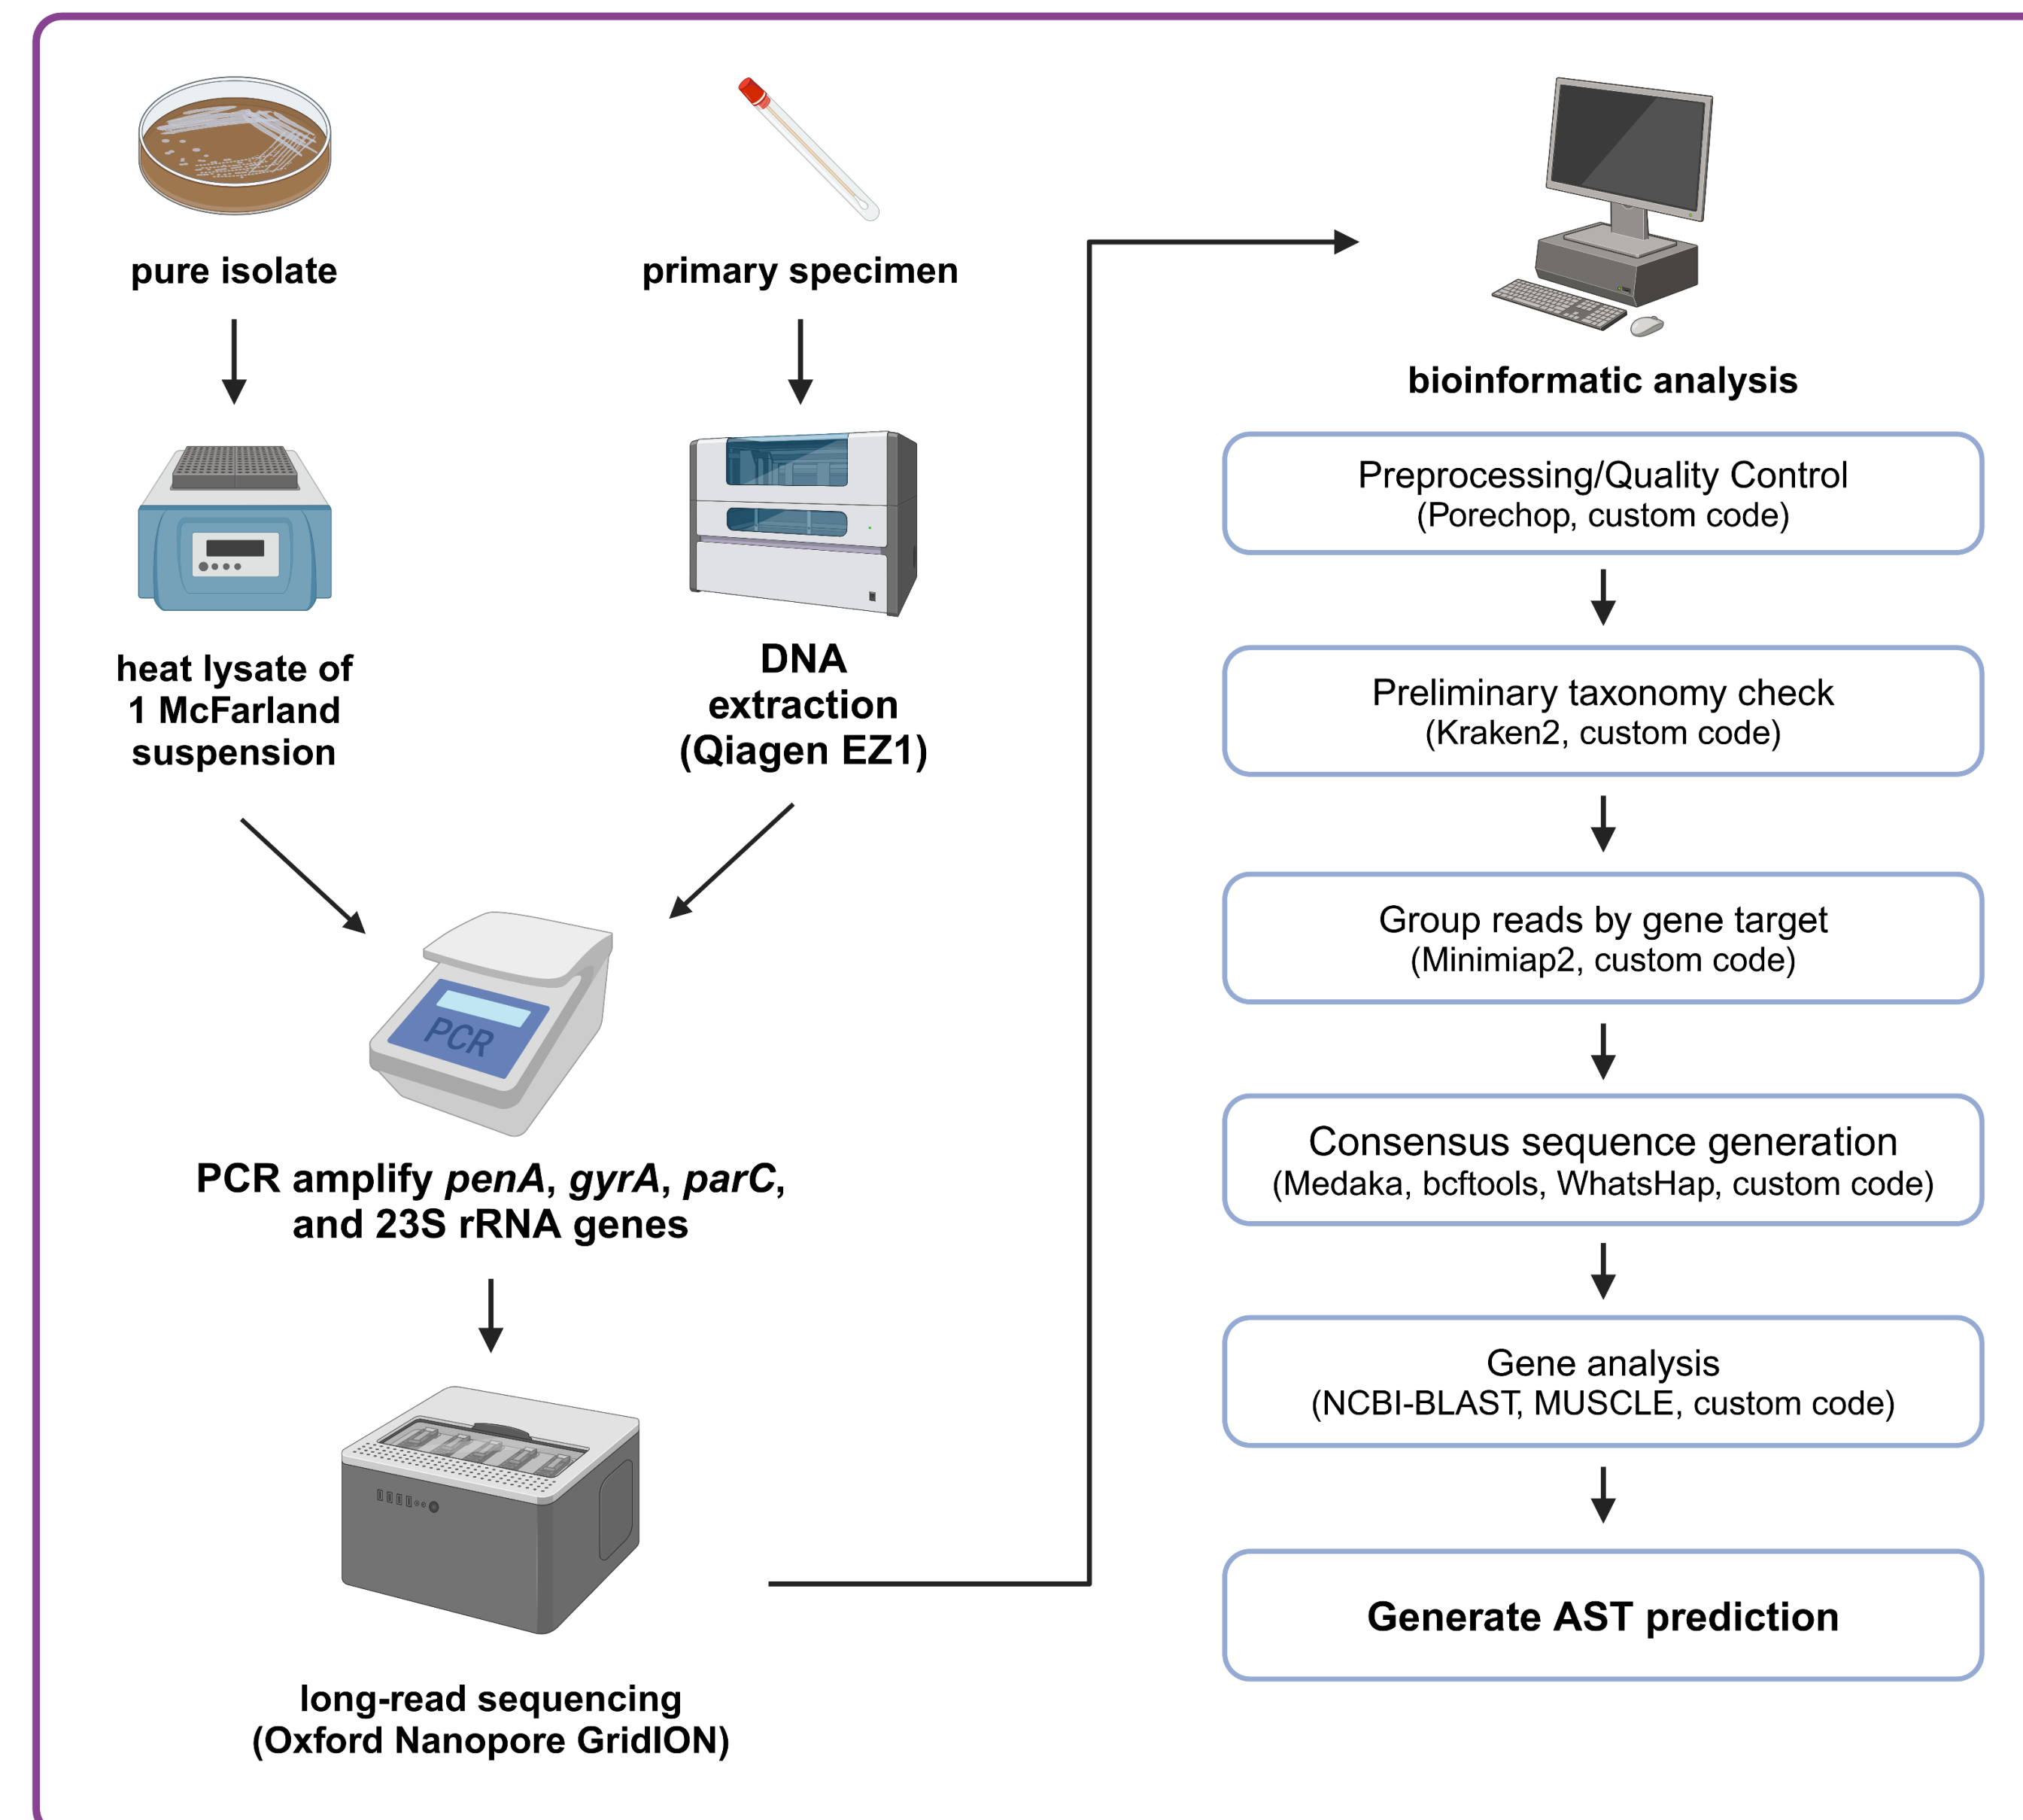 pure isolate
primary specimen
heat lysate of
1 McFarland
suspension
DNA
extraction
(Qiagen EZ1)
PCR
PCR amplify penA, gyrA, parC,
and 23S rRNA genes
long-read sequencing
(Oxford Nanopore GridION)
bioinformatic analysis
Preprocessing/Quality Control
(Porechop, custom code)
Preliminary taxonomy check
(Kraken2, custom code)
Group reads by gene target
(Minimiap2, custom code)
Consensus sequence generation
(Medaka, bcftools, WhatsHap, custom code)
Gene analysis
(NCBI-BLAST, MUSCLE, custom code)
Generate AST prediction